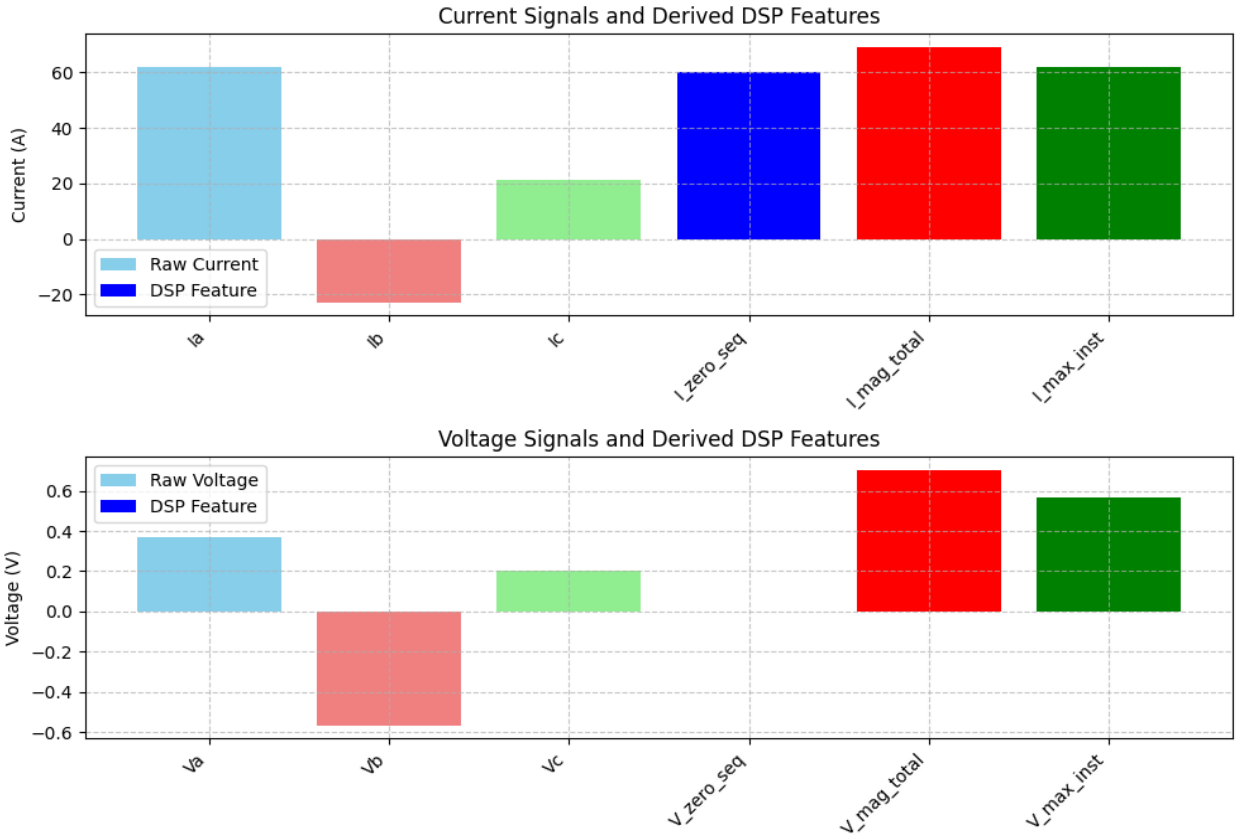 Current Signals and Derived DSP Features
Current (A)
60
40
20
0
−20
Raw Current
DSP Feature
Ia
Ib
Ic
I_zero_seq
I_mag_total
I_max_inst
Voltage Signals and Derived DSP Features
Voltage (V)
0.6
0.4
0.2
0.0
−0.2
−0.4
−0.6
Raw Voltage
DSP Feature
Va
Vb
Vc
V_zero_seq
V_mag_total
V_max_inst